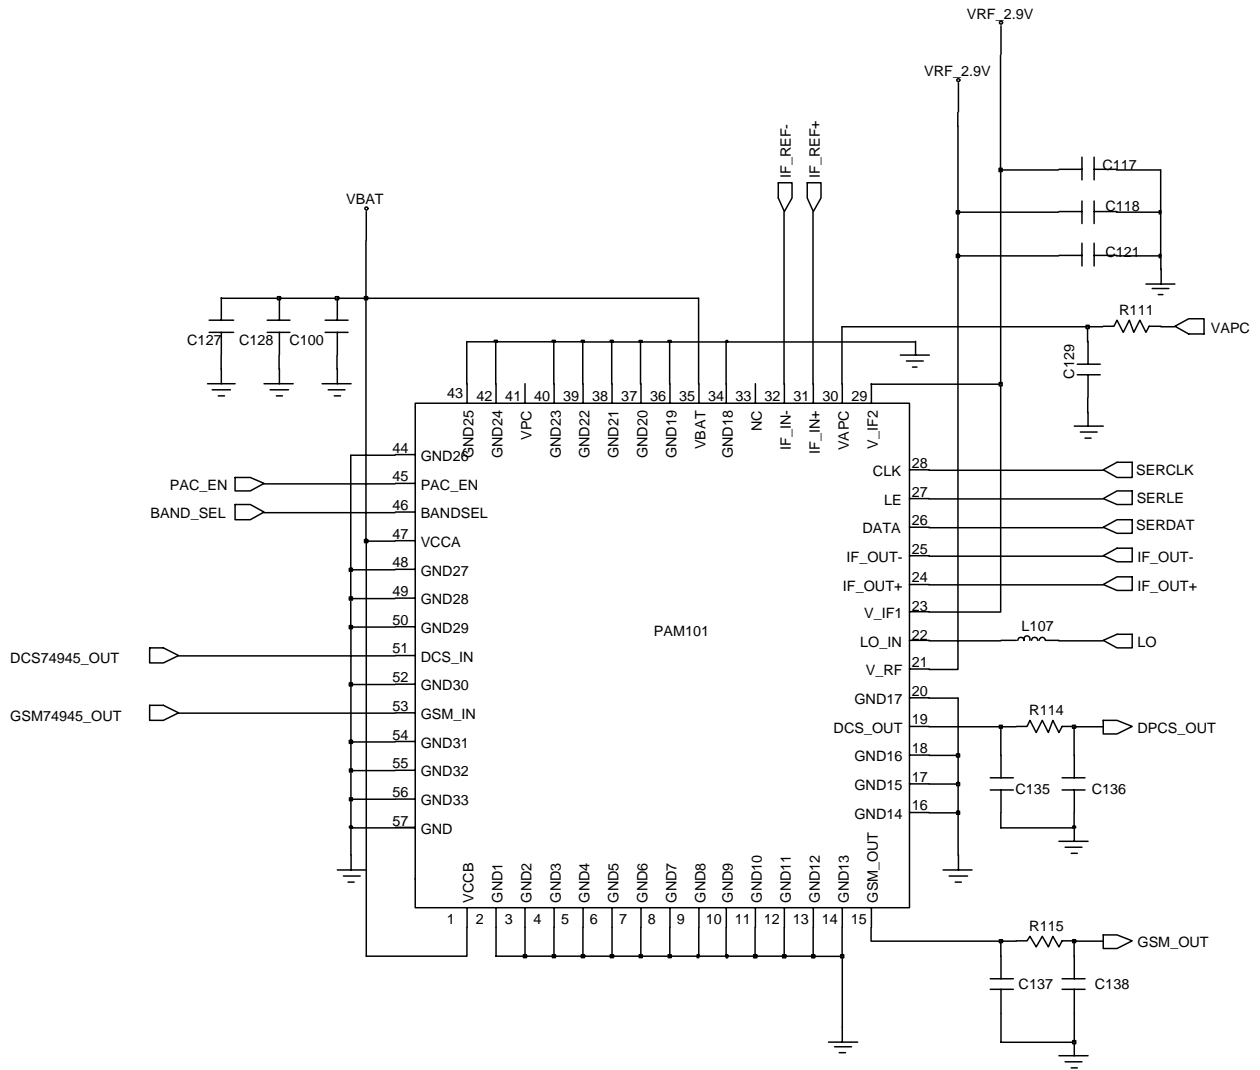 VRF_2.9V
VRF_2.9V
IF_REF-
IF_REF+
C117
C118
C121
VBAT
R111
VAPC
C127
C128
C100
C129
43
42
41
40
39
38
37
36
35
34
33
32
31
30
29
GND25
GND24
VPC
GND23
GND22
GND21
GND20
GND19
VBAT
GND18
NC
IF_IN-
IF_IN+
VAPC
V_IF2
44
GND26
PAC_EN
45
PAC_EN
BAND_SEL
46
BANDSEL
47
VCCA
48
GND27
49
GND28
50
GND29
DCS74945_OUT
51
DCS_IN
52
GND30
GSM74945_OUT
53
GSM_IN
54
GND31
55
GND32
56
GND33
57
GND
PAM101
CLK
28
SERCLK
LE
27
SERLE
DATA
26
SERDAT
IF_OUT-
25
IF_OUT-
IF_OUT+
24
IF_OUT+
V_IF1
23
L107
LO_IN
22
LO
V_RF
21
GND17
20
R114
DCS_OUT
19
DPCS_OUT
GND16
18
GND15
17
C135
C136
GND14
16
VCCB
GND1
GND2
GND3
GND4
GND5
GND6
GND7
GND8
GND9
GND10
GND11
GND12
GND13
GSM_OUT
1
2
3
4
5
6
7
8
9
10
11
12
13
14
15
R115
GSM_OUT
C137
C138